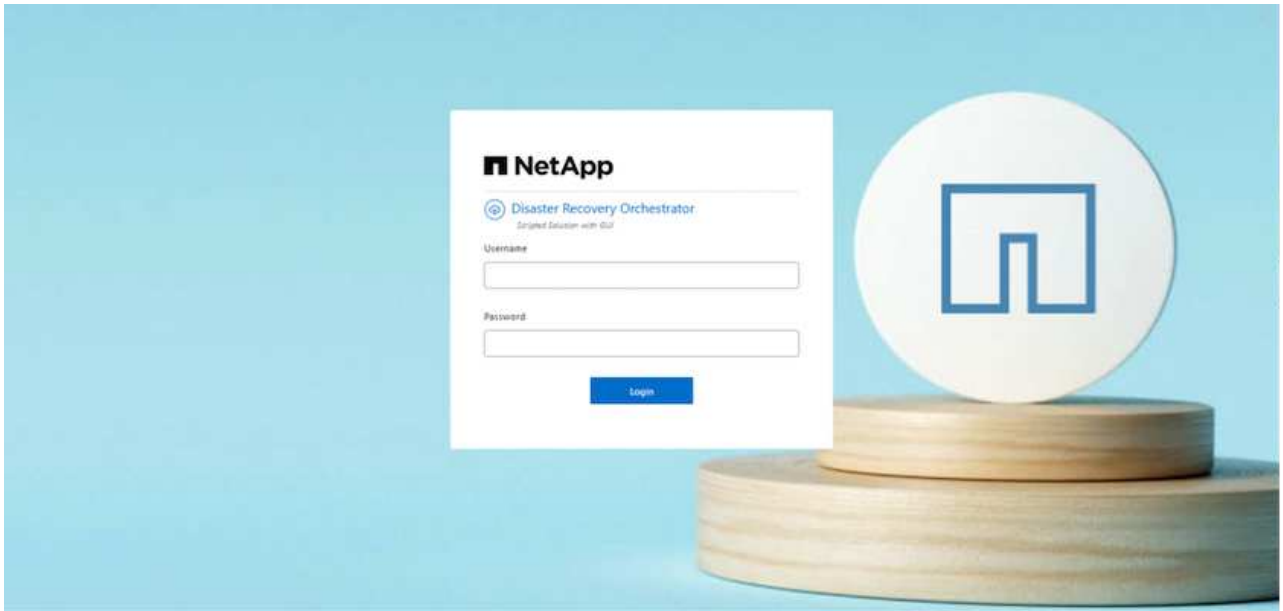 NetApp
Disaster Recovery Orchestrator
Scripted Solution with GUI
Username
Password
Login